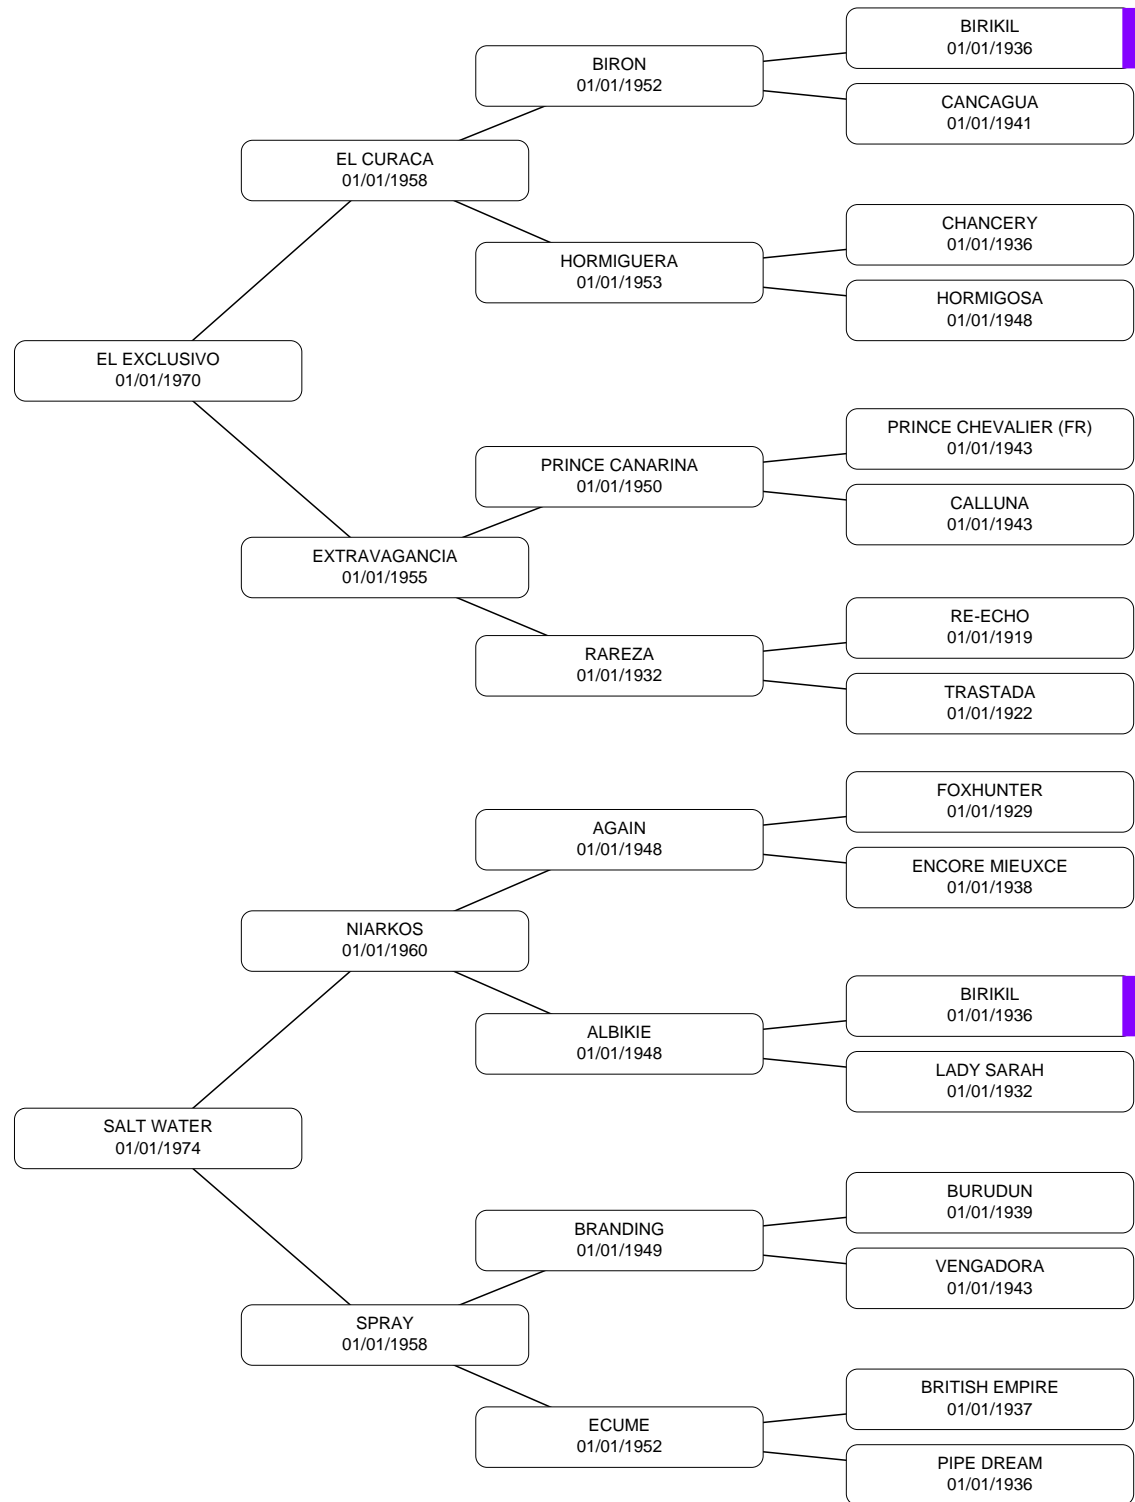 BIRIKIL
01/01/1936
BIRON
01/01/1952
CANCAGUA
01/01/1941
EL CURACA
01/01/1958
CHANCERY
01/01/1936
HORMIGUERA
01/01/1953
HORMIGOSA
01/01/1948
EL EXCLUSIVO
01/01/1970
PRINCE CHEVALIER (FR)
01/01/1943
PRINCE CANARINA
01/01/1950
CALLUNA
01/01/1943
EXTRAVAGANCIA
01/01/1955
RE-ECHO
01/01/1919
RAREZA
01/01/1932
TRASTADA
01/01/1922
FOXHUNTER
01/01/1929
AGAIN
01/01/1948
ENCORE MIEUXCE
01/01/1938
NIARKOS
01/01/1960
BIRIKIL
01/01/1936
ALBIKIE
01/01/1948
LADY SARAH
01/01/1932
SALT WATER
01/01/1974
BURUDUN
01/01/1939
BRANDING
01/01/1949
VENGADORA
01/01/1943
SPRAY
01/01/1958
BRITISH EMPIRE
01/01/1937
ECUME
01/01/1952
PIPE DREAM
01/01/1936